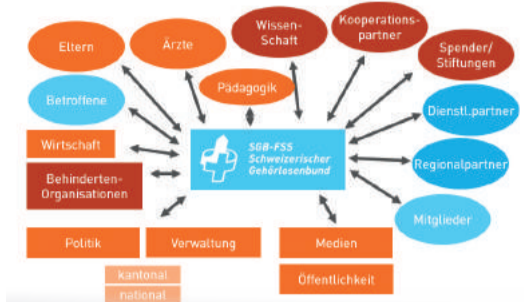 Wissen-
Schaft
Kooperations-
partner
Eltern
Ärzte
Spender/
Stiftungen
Pädagogik
Betroffene
Dienstl.partner
Wirtschaft
SGB-FSS
Schweizerischer
Gehörlosenbund
Regionalpartner
Behinderten-
Organisationen
Mitglieder
Politik
Verwaltung
Medien
kantonal
Öffentlichkeit
national